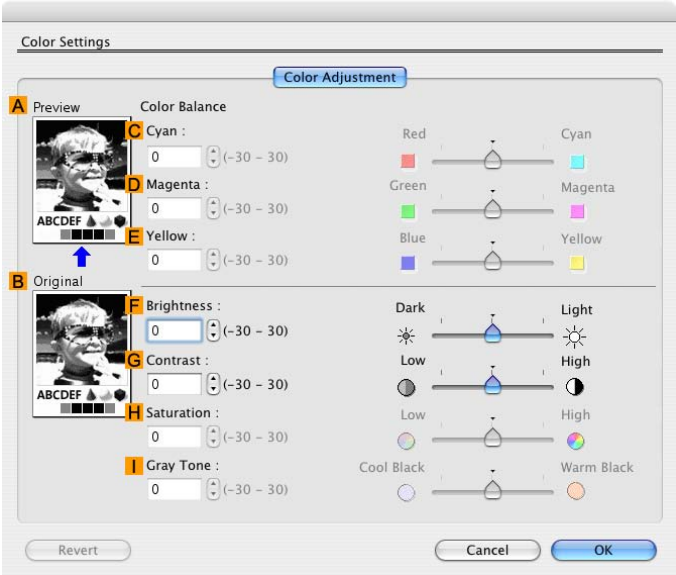 Color Settings
Color Adjustment
A Preview
Color Balance
C Cyan :
0 (-30 – 30)
Red Cyan
D Magenta :
0 (-30 – 30)
Green Magenta
ABCDEF
E Yellow :
0 (-30 – 30)
Blue Yellow
B Original
F Brightness :
0 (-30 – 30)
Dark Light
G Contrast :
0 (-30 – 30)
Low High
ABCDEF
H Saturation :
0 (-30 – 30)
Low High
I Gray Tone :
0 (-30 – 30)
Cool Black Warm Black
Revert Cancel OK